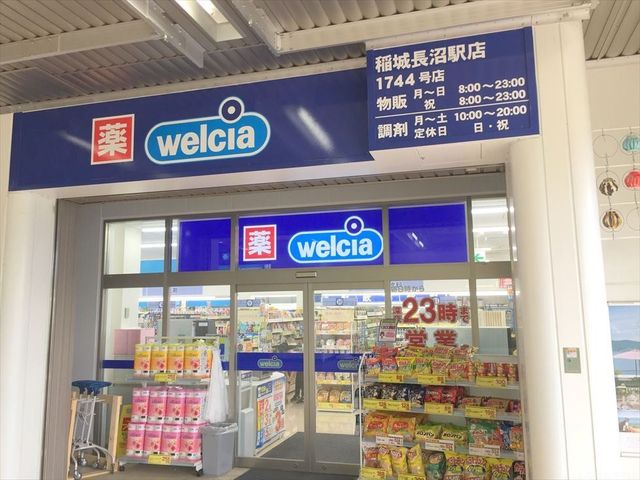 薬 welcia
稲城長沼駅店
1744号店
物販 月～日 8:00～23:00
祝 8:00～23:00
調剤 月～土 10:00～20:00
定休日 日・祝
薬 welcia
23時
営業
welcia
welcia